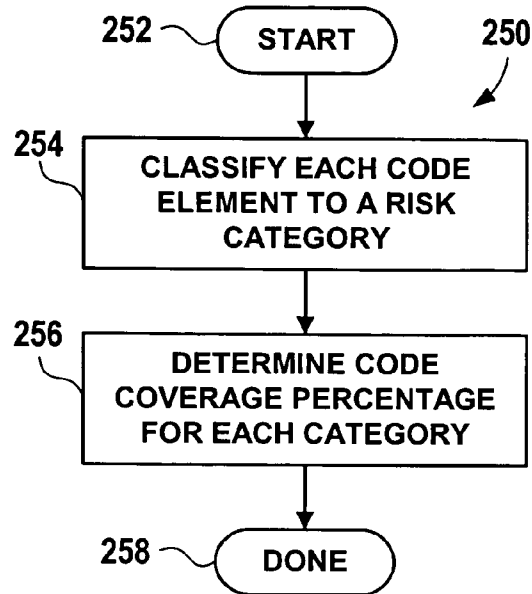 252
START
250
254
CLASSIFY EACH CODE
ELEMENT TO A RISK
CATEGORY
256
DETERMINE CODE
COVERAGE PERCENTAGE
FOR EACH CATEGORY
258
DONE